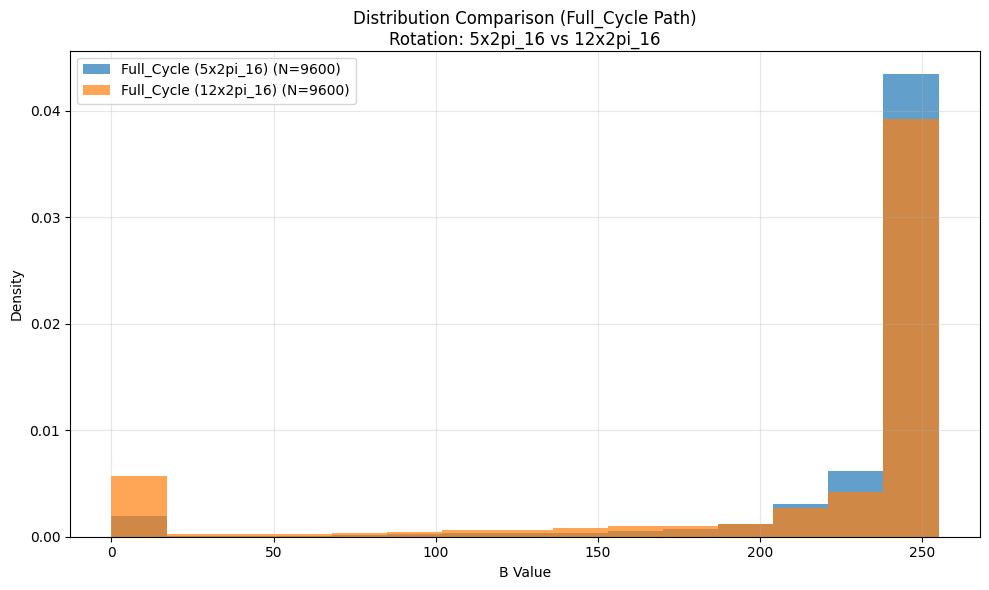 Distribution Comparison (Full_Cycle Path)
Rotation: 5x2pi_16 vs 12x2pi_16
Full_Cycle (5x2pi_16) (N=9600)
Full_Cycle (12x2pi_16) (N=9600)
0.04
0.03
0.02
0.01
0.00
Density
0 50 100 150 200 250
B Value